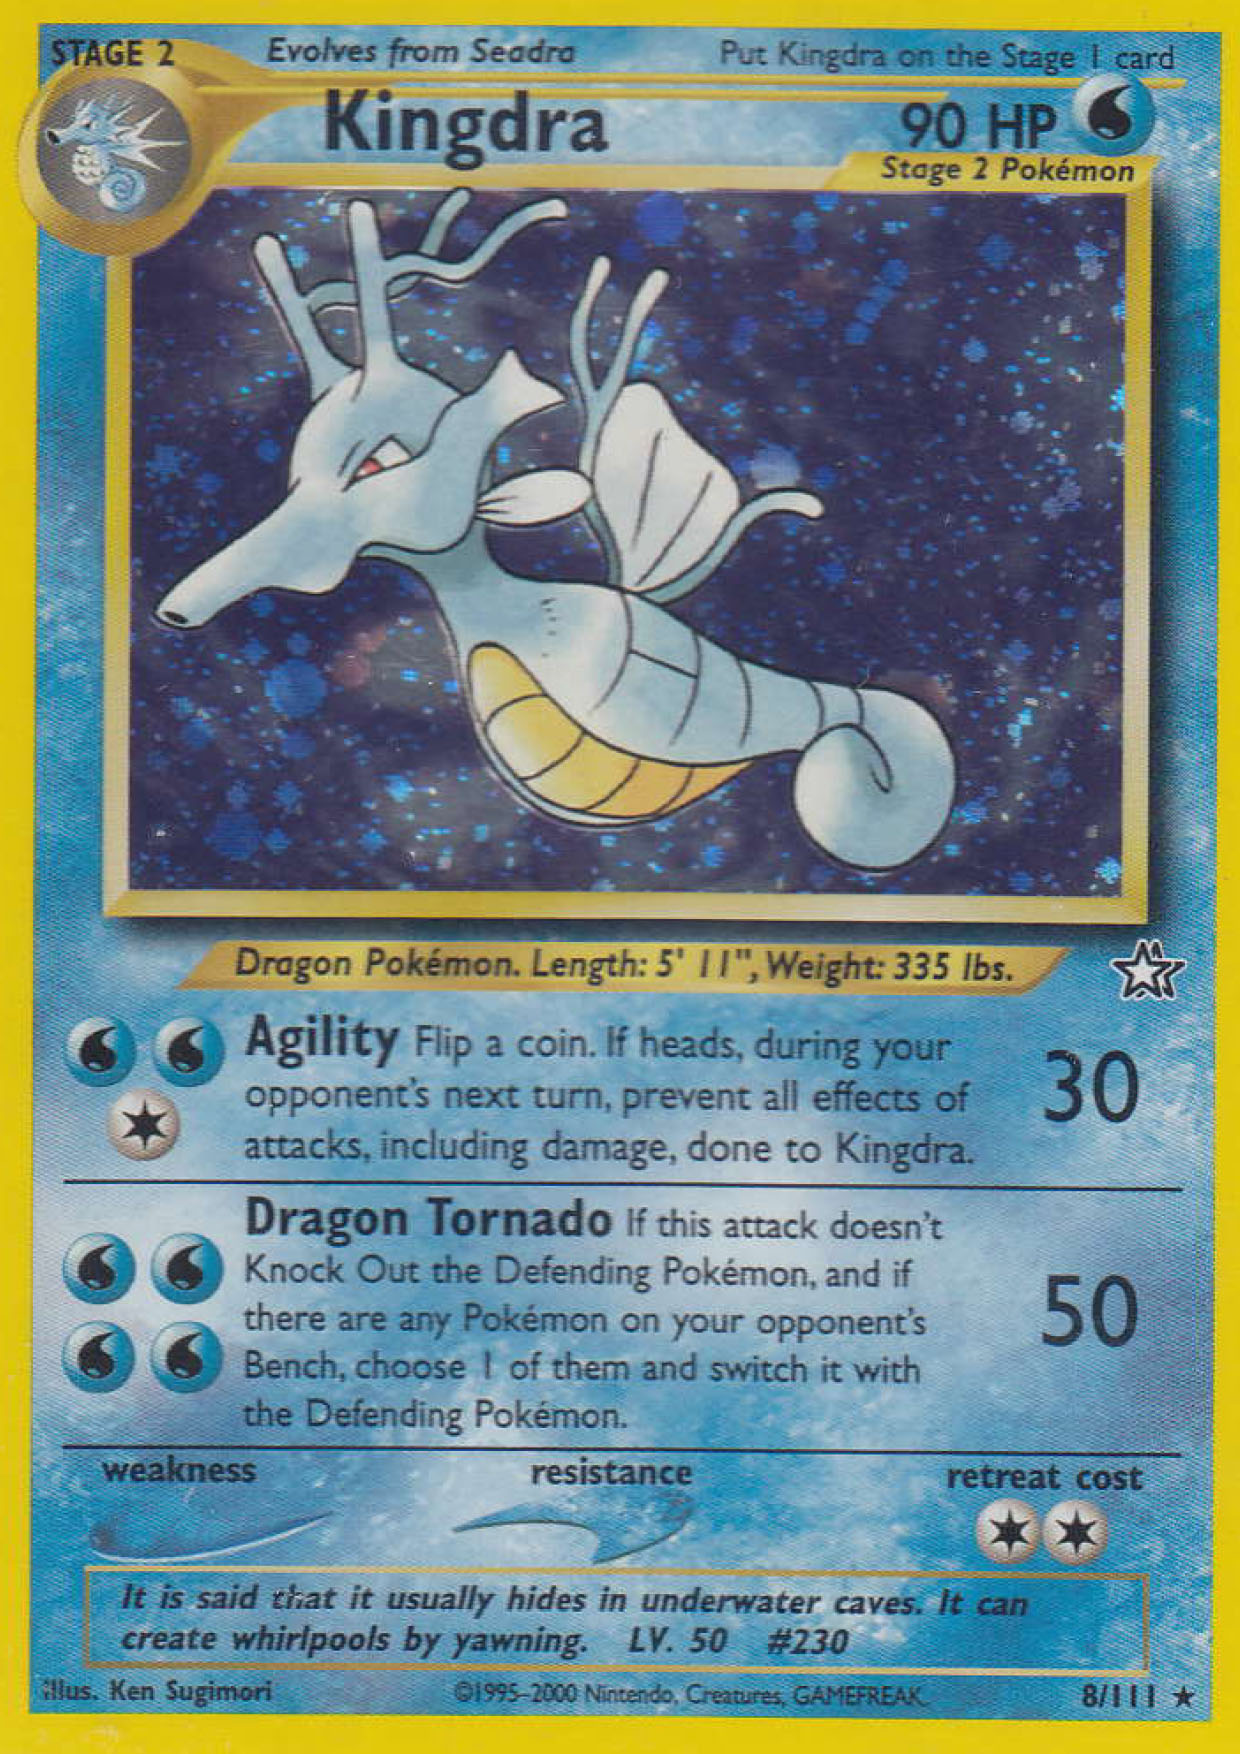 STAGE 2 Evolves from Seadra Put Kingdra on the Stage 1 card
Kingdra 90 HP
Stage 2 Pokémon
Dragon Pokémon. Length: 5' 11", Weight: 335 lbs.
Agility Flip a coin. If heads, during your
opponent's next turn, prevent all effects of
attacks, including damage, done to Kingdra.
30
Dragon Tornado If this attack doesn't
Knock Out the Defending Pokémon, and if
there are any Pokémon on your opponent's
Bench, choose 1 of them and switch it with
the Defending Pokémon.
50
weakness resistance retreat cost
It is said that it usually hides in underwater caves. It can
create whirlpools by yawning. LV. 50 #230
Illus. Ken Sugimori ©1995-2000 Nintendo, Creatures, GAMEFREAK. 8/111 ★